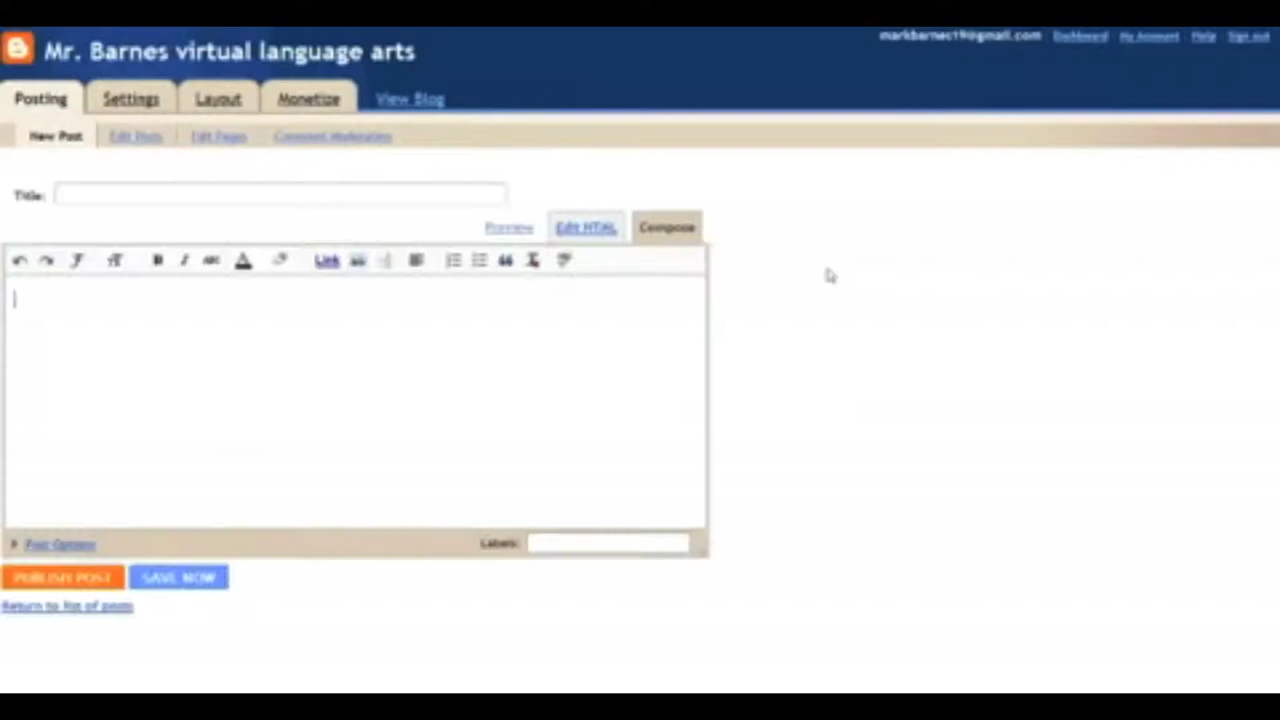 Mr. Barnes virtual language arts
Dashboard My Account Help Sign out
Posting Settings Layout Monetize View Blog
New Post Edit Posts Edit Pages Comment Moderation
Title:
Preview Edit HTML Compose
Link
Post Options Labels:
PUBLISH POST SAVE NOW
Return to list of posts